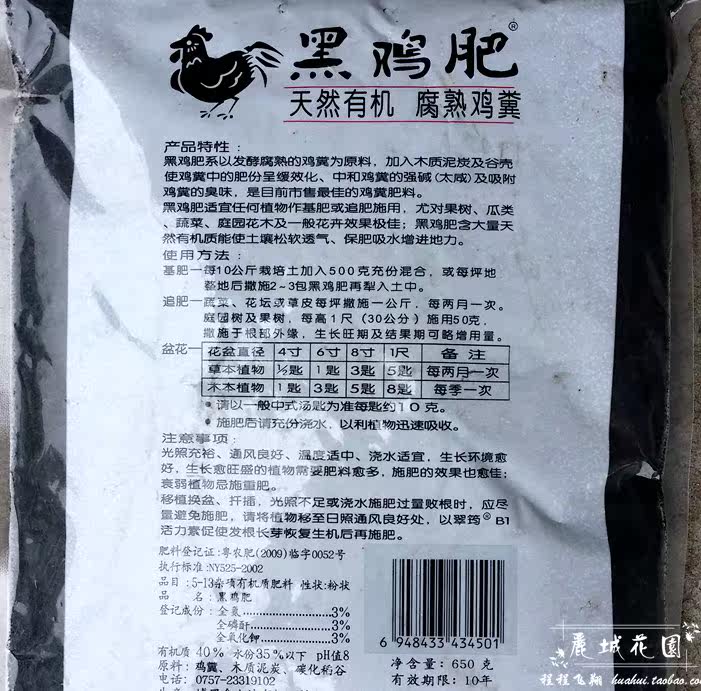 黑鸡肥®
天然有机 腐熟鸡粪
产品特性：
黑鸡肥系以发酵腐熟的鸡粪为原料，加入木质泥炭及谷壳
使鸡粪中的肥份呈缓效化、中和鸡粪的强碱(太咸)及吸附
鸡粪的臭味，是目前市售最佳的鸡粪肥料。
黑鸡肥适宜任何植物作基肥或追肥施用，尤对果树、瓜类
、蔬菜、庭园花木及一般花卉效果极佳；黑鸡肥含大量天
然有机质能使土壤松软透气、保肥吸水增进地力。
使用方法：
基肥一每10公斤栽培土加入500克充份混合，或每坪地
整地后撒施2~3包黑鸡肥再犁入土中。
追肥一蔬菜、花坛或草皮每坪撒施一公斤，每两月一次。
庭园树及果树，每高1尺（30公分）施用50克，
撒施于根部外缘，生长旺期及结果期可略增用量。
盆花一 花盆直径 4寸 6寸 8寸 1尺 备注
草本植物 ½匙 1匙 3匙 5匙 每两月一次
木本植物 1匙 3匙 5匙 8匙 每季一次
●请以一般中式汤匙为准每匙约10克。
●施肥后请充份浇水，以利植物迅速吸收。
注意事项：
光照充裕、通风良好、温度适中、浇水适宜，生长环境愈
好，生长愈旺盛的植物需要肥料愈多，施肥的效果也愈佳；
衰弱植物忌施重肥。
移植换盆、扦插，光照不足或浇水施肥过量败根时，应尽
量避免施肥，请将植物移至日照通风良好处，以翠筠® B1
活力素促使发根长芽恢复生机后再施肥。
肥料登记证:粤农肥(2009)临字0052号
执行标准:NY525-2002
品目：5-13杂项有机质肥料 性状:粉状
品 名：黑鸡肥
登记成份：全氮..................3%
全磷酐..................3%
全氧化钾..................3%
有机质 40% 水份35%以下 pH值8
原料：鸡粪、木质泥炭、碳化稻谷
电话：0757-23319102
6 948433 434501
净含量：650克
有效期限：10年
麗城花園
程程飞翔 huahui.taobao.co